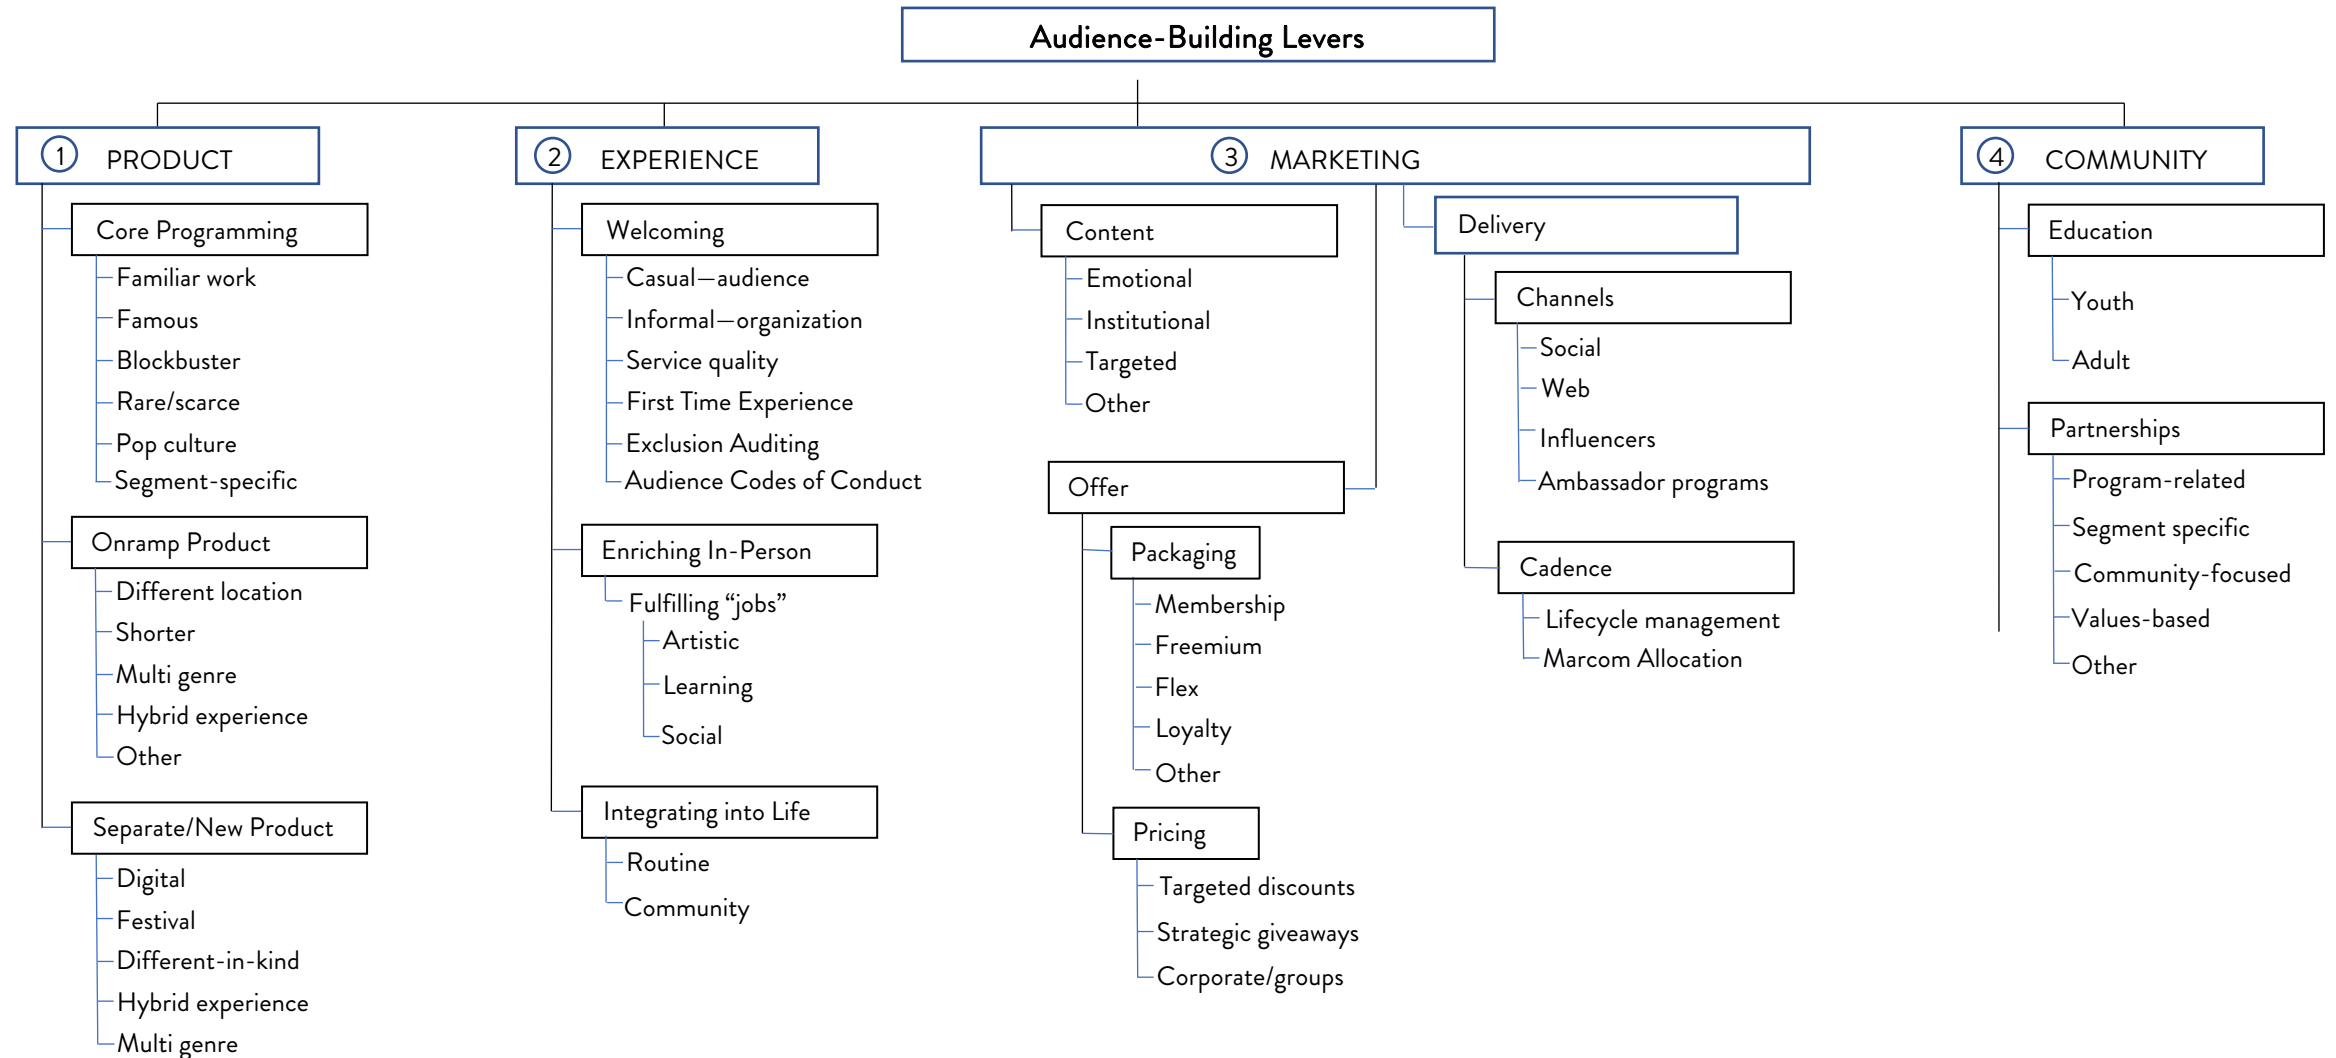 Audience-Building Levers
1 PRODUCT
Core Programming
Familiar work
Famous
Blockbuster
Rare/scarce
Pop culture
Segment-specific
Onramp Product
Different location
Shorter
Multi genre
Hybrid experience
Other
Separate/New Product
Digital
Festival
Different-in-kind
Hybrid experience
Multi genre
2 EXPERIENCE
Welcoming
Casual—audience
Informal—organization
Service quality
First Time Experience
Exclusion Auditing
Audience Codes of Conduct
Enriching In-Person
Fulfilling “jobs”
Artistic
Learning
Social
Integrating into Life
Routine
Community
3 MARKETING
Content
Emotional
Institutional
Targeted
Other
Offer
Packaging
Membership
Freemium
Flex
Loyalty
Other
Pricing
Targeted discounts
Strategic giveaways
Corporate/groups
Delivery
Channels
Social
Web
Influencers
Ambassador programs
Cadence
Lifecycle management
Marcom Allocation
4 COMMUNITY
Education
Youth
Adult
Partnerships
Program-related
Segment specific
Community-focused
Values-based
Other